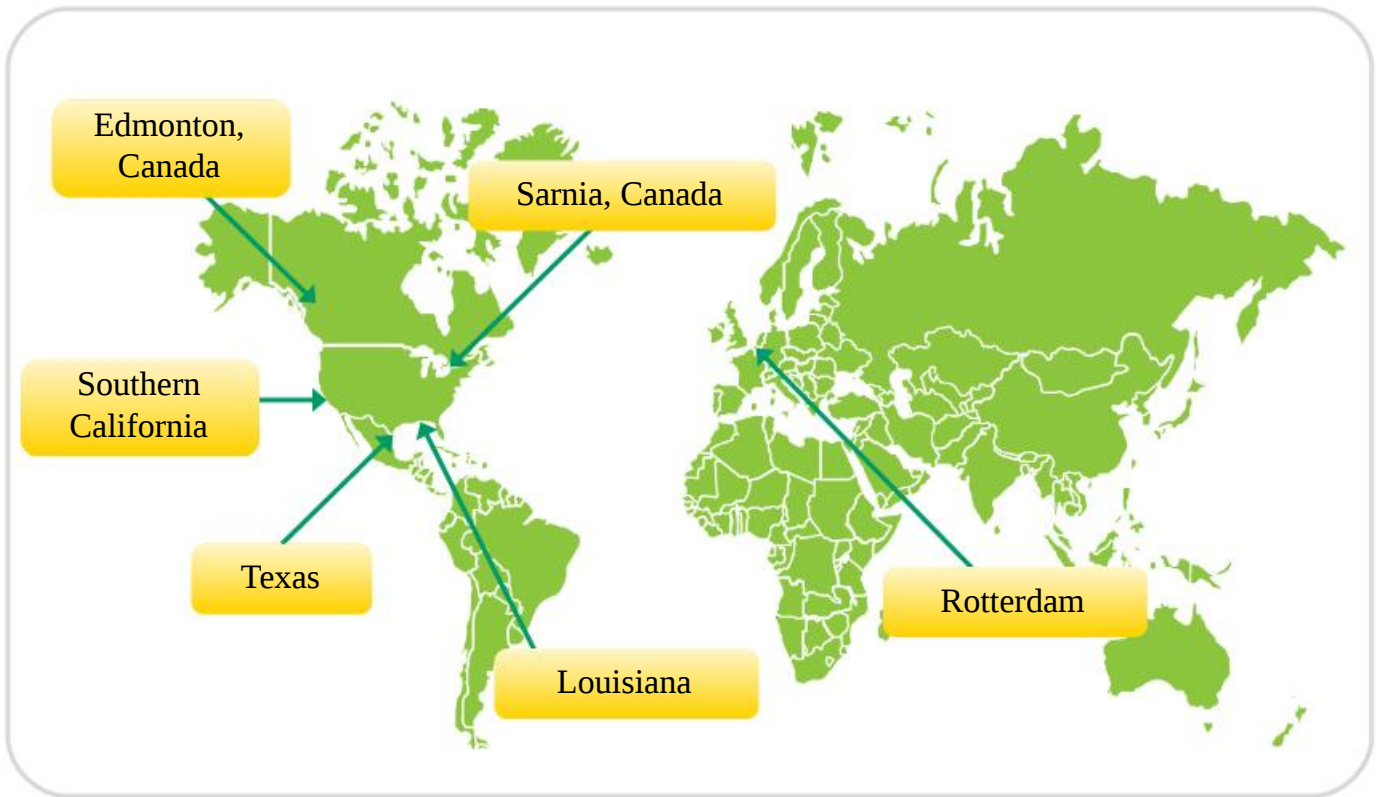 Edmonton,
Canada
Sarnia, Canada
Southern
California
Texas
Rotterdam
Louisiana